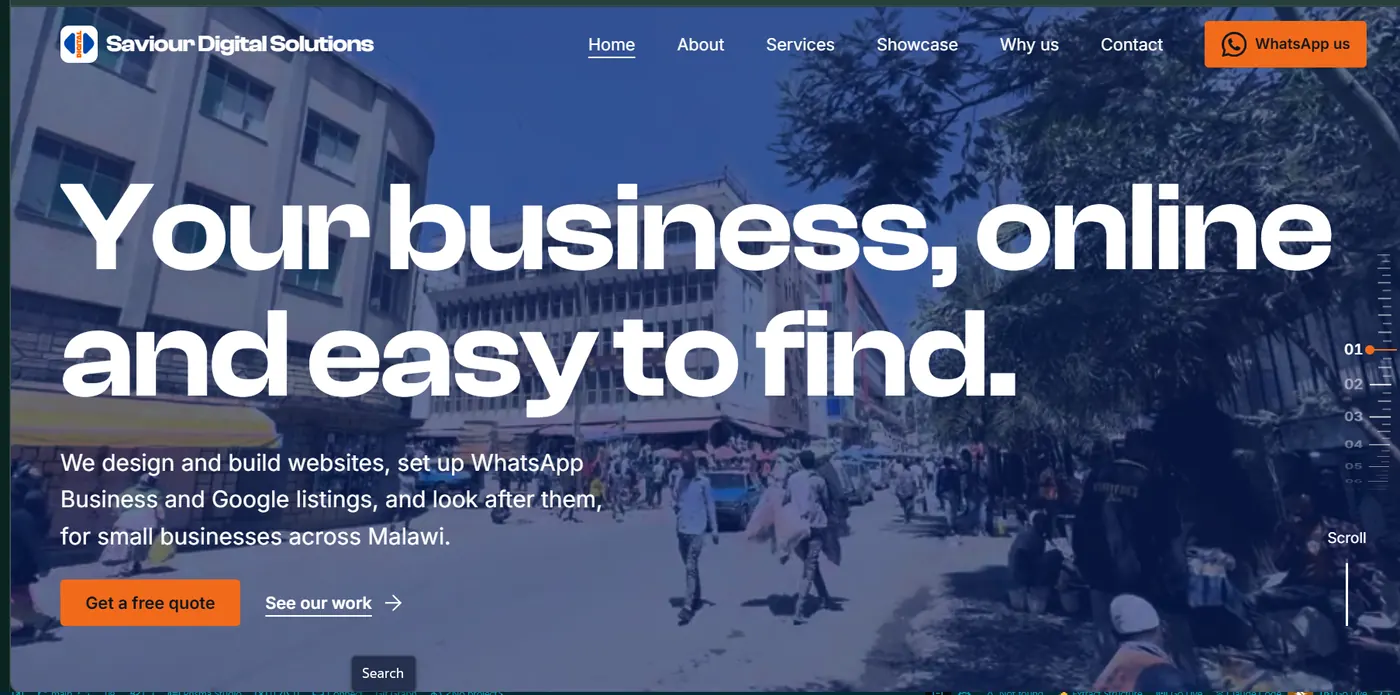 DIGITAL
Saviour Digital Solutions
Home
About
Services
Showcase
Why us
Contact
WhatsApp us
Your business, online
and easy to find.
We design and build websites, set up WhatsApp
Business and Google listings, and look after them,
for small businesses across Malawi.
Get a free quote
See our work
01
02
03
04
05
06
Scroll
Search